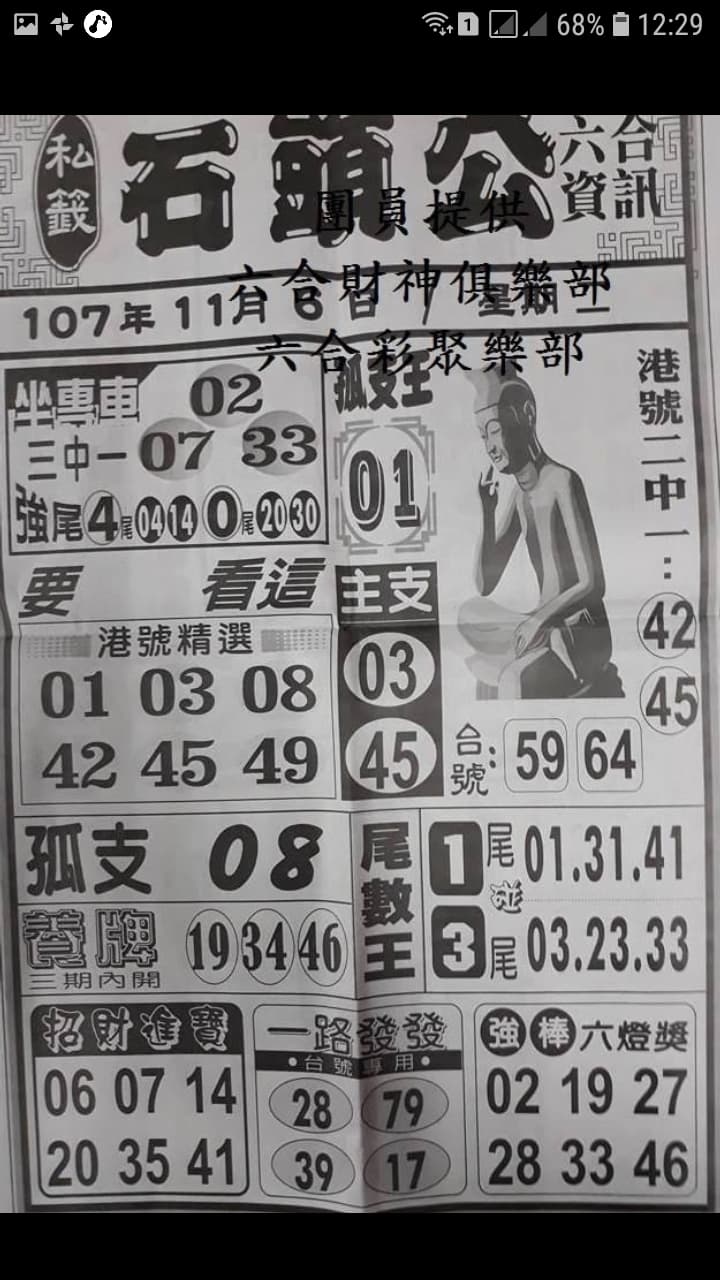 1 68% 12:29
私籤 石頭公 六合資訊
團員提供
六合財神俱樂部
107年11月6日 / 星期二
六合彩聚樂部
坐專車 02
三中一 07 33
強尾 4尾 04 14 0尾 20 30
孤支王
01
港號二中一:
42
45
要 看這
港號精選
01 03 08
42 45 49
主支
03
45
台號: 59 64
孤支 08
養牌 19 34 46
三期內開
尾數王
1尾 01.31.41
碰
3尾 03.23.33
招財進寶
06 07 14
20 35 41
一路發發
•台號專用•
28 79
39 17
強棒六燈獎
02 19 27
28 33 46